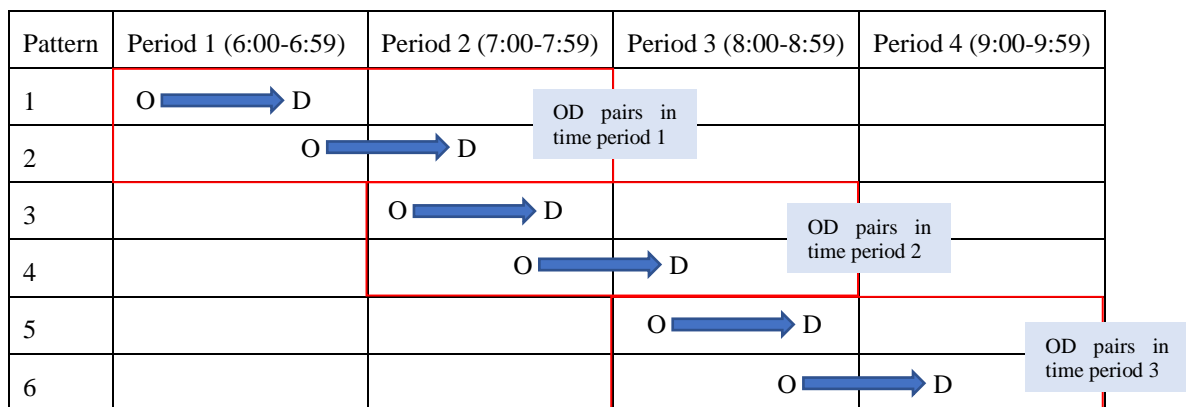 Pattern Period 1 (6:00-6:59) Period 2 (7:00-7:59) Period 3 (8:00-8:59) Period 4 (9:00-9:59)
1 O D
OD pairs in
time period 1
2 O D
3 O D
OD pairs in
time period 2
4 O D
5 O D
OD pairs in
time period 3
6 O D